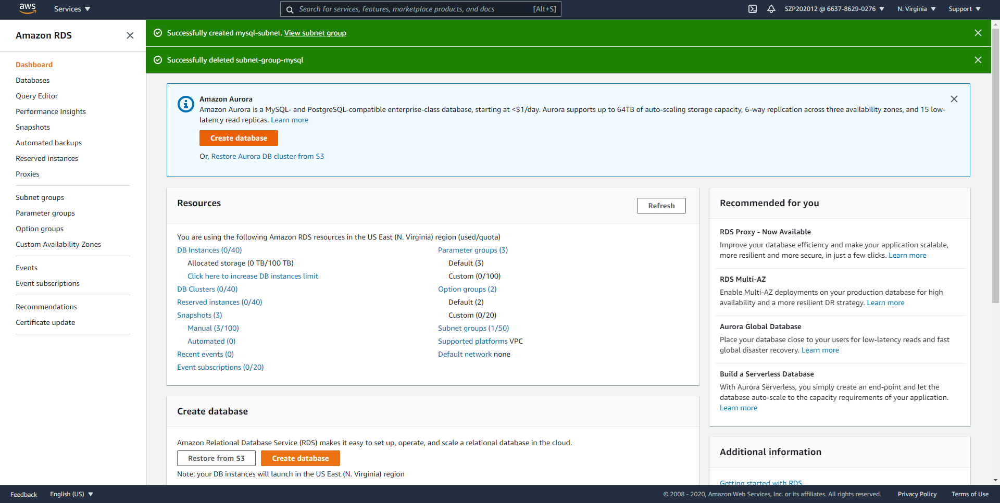 aws
Services
Search for services, features, marketplace products, and docs
[Alt+S]
SZP202012 @ 6637-8629-0276
N. Virginia
Support
Amazon RDS
Dashboard
Databases
Query Editor
Performance Insights
Snapshots
Automated backups
Reserved instances
Proxies
Subnet groups
Parameter groups
Option groups
Custom Availability Zones
Events
Event subscriptions
Recommendations
Certificate update
Successfully created mysql-subnet. View subnet group
Successfully deleted subnet-group-mysql
Amazon Aurora
Amazon Aurora is a MySQL- and PostgreSQL-compatible enterprise-class database, starting at <$1/day. Aurora supports up to 64TB of auto-scaling storage capacity, 6-way replication across three availability zones, and 15 low-
latency read replicas. Learn more
Create database
Or, Restore Aurora DB cluster from S3
Resources
Refresh
You are using the following Amazon RDS resources in the US East (N. Virginia) region (used/quota)
DB Instances (0/40)
Allocated storage (0 TB/100 TB)
Click here to increase DB instances limit
DB Clusters (0/40)
Reserved instances (0/40)
Snapshots (3)
Manual (3/100)
Automated (0)
Recent events (0)
Event subscriptions (0/20)
Parameter groups (3)
Default (3)
Custom (0/100)
Option groups (2)
Default (2)
Custom (0/20)
Subnet groups (1/50)
Supported platforms VPC
Default network none
Create database
Amazon Relational Database Service (RDS) makes it easy to set up, operate, and scale a relational database in the cloud.
Restore from S3
Create database
Note: your DB instances will launch in the US East (N. Virginia) region
Recommended for you
RDS Proxy - Now Available
Improve your database efficiency and make your application scalable,
more resilient and more secure, in just a few clicks. Learn more
RDS Multi-AZ
Enable Multi-AZ deployments on your production database for high
availability and a more resilient DR strategy. Learn more
Aurora Global Database
Place your database close to your users for low-latency reads and fast
global disaster recovery. Learn more
Build a Serverless Database
With Aurora Serverless, you simply create an end-point and let the
database auto-scale to the capacity requirements of your application.
Learn more
Additional information
Getting started with RDS
Feedback
English (US)
© 2008 - 2020, Amazon Web Services, Inc. or its affiliates. All rights reserved.
Privacy Policy
Terms of Use